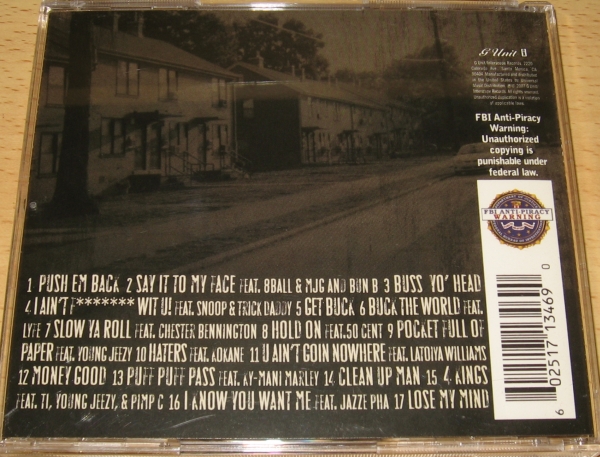 G Unit
FBI Anti-Piracy
Warning:
Unauthorized
copying is
punishable under
federal law.
FBI ANTI-PIRACY
WARNING
1 PUSH EM BACK 2 SAY IT TO MY FACE FEAT. 8BALL & MJG AND BUN B 3 BUSS YO' HEAD
4 I AIN'T F******* WIT U! FEAT. SNOOP & TRICK DADDY 5 GET BUCK 6 BUCK THE WORLD FEAT.
LYFE 7 SLOW YA ROLL FEAT. CHESTER BENNINGTON 8 HOLD ON FEAT.50 CENT 9 POCKET FULL OF
PAPER FEAT. YOUNG JEEZY 10 HATERS FEAT. KOKANE 11 U AIN'T GOIN NOWHERE FEAT. LATOIYA WILLIAMS
12 MONEY GOOD 13 PUFF PUFF PASS FEAT. KY-MANI MARLEY 14 CLEAN UP MAN 15 4 KINGS
FEAT. TI, YOUNG JEEZY, & PIMP C 16 I KNOW YOU WANT ME FEAT. JAZZE PHA 17 LOSE MY MIND
6 02517 13469 0